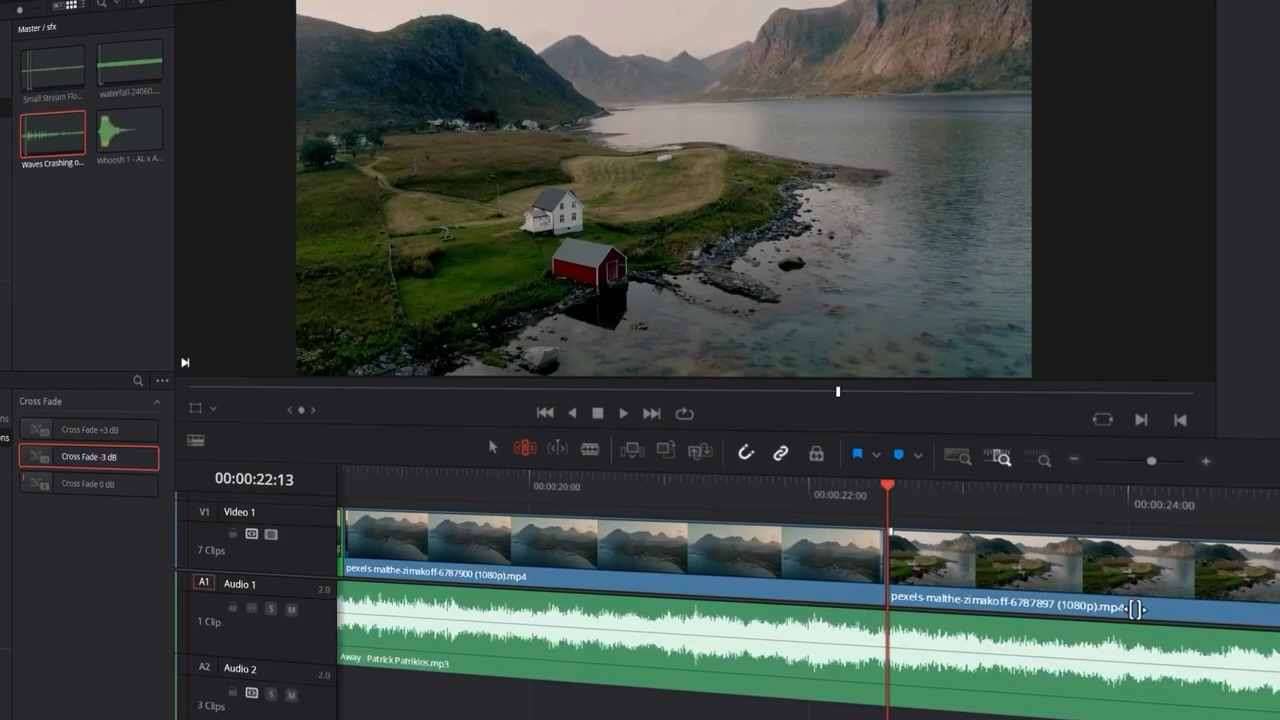 Master / sfx
Small Stream Flo...
waterfall-24060....
Waves Crashing o...
Whoosh 1 - AL x A...
Cross Fade
ns
ons
Cross Fade +3 dB
Cross Fade -3 dB
Cross Fade 0 dB
00:00:22:13
00:00:20:00
00:00:22:00
00:00:24:00
V1 Video 1
7 Clips
pexels-malthe-zimakoff-6787900 (1080p).mp4
pexels-malthe-zimakoff-6787897 (1080p).mp4
A1 Audio 1 2.0
S M
1 Clip
Away Patrick Patrikios.mp3
A2 Audio 2 2.0
S M
3 Clips